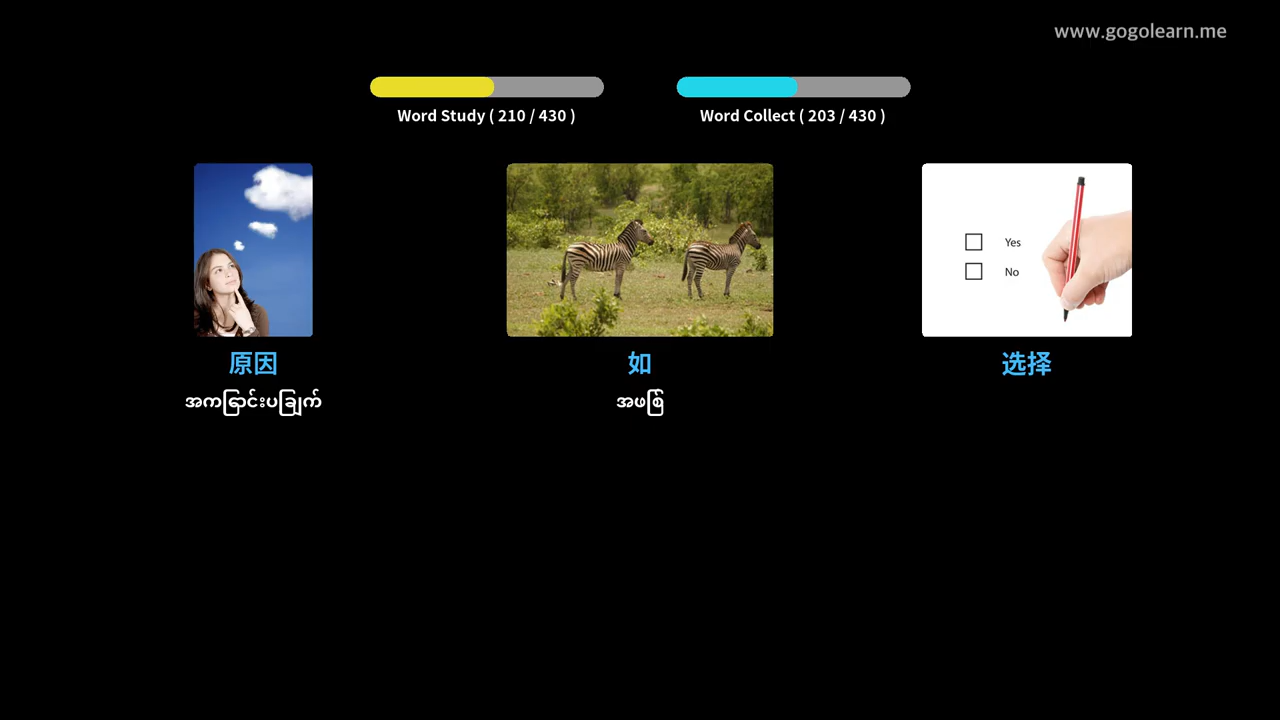 www.gogolearn.me
Word Study ( 210 / 430 )
Word Collect ( 203 / 430 )
Yes
No
原因
如
选择
အကြောင်းပြချက်
အဖြစ်